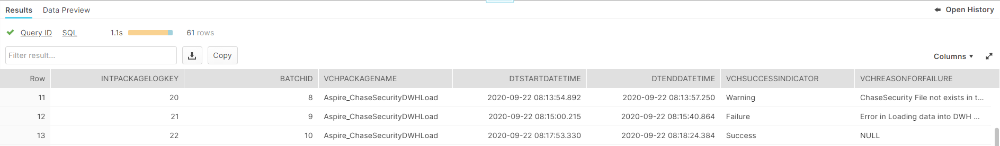 Results Data Preview Open History
Query ID SQL 1.1s 61 rows
Filter result... Copy Columns
Row INTPACKAGELOGKEY BATCHID VCHPACKAGENAME DTSTARTDATETIME DTENDDATETIME VCHSUCCESSINDICATOR VCHREASONFORFAILURE
11 20 8 Aspire_ChaseSecurityDWHLoad 2020-09-22 08:13:54.892 2020-09-22 08:13:57.250 Warning ChaseSecurity File not exists in t...
12 21 9 Aspire_ChaseSecurityDWHLoad 2020-09-22 08:15:00.215 2020-09-22 08:15:40.864 Failure Error in Loading data into DWH ...
13 22 10 Aspire_ChaseSecurityDWHLoad 2020-09-22 08:17:53.330 2020-09-22 08:18:24.384 Success NULL